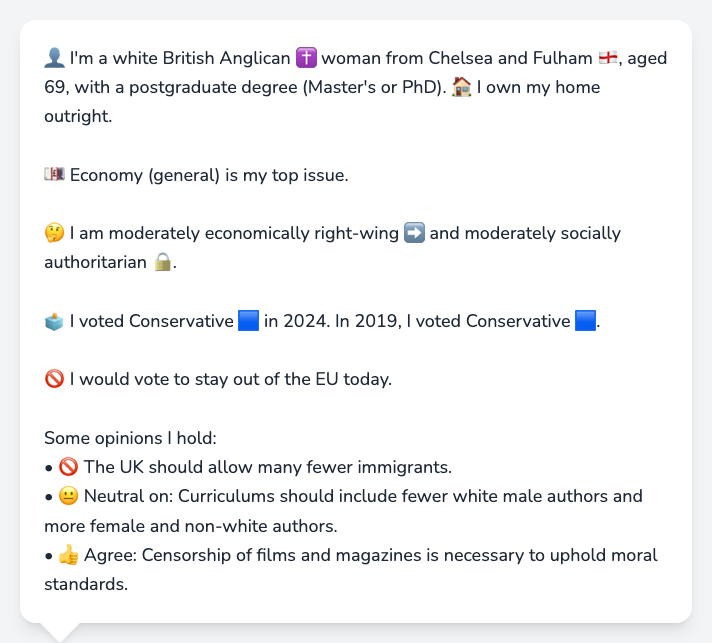 👤 I'm a white British Anglican ✝️ woman from Chelsea and Fulham 🏴󠁧󠁢󠁥󠁮󠁧󠁿, aged
69, with a postgraduate degree (Master's or PhD). 🏠 I own my home
outright.
💷 Economy (general) is my top issue.
🤔 I am moderately economically right-wing ➡️ and moderately socially
authoritarian 🔒.
🗳️ I voted Conservative 🟦 in 2024. In 2019, I voted Conservative 🟦.
🚫 I would vote to stay out of the EU today.
Some opinions I hold:
• 🚫 The UK should allow many fewer immigrants.
• 😐 Neutral on: Curriculums should include fewer white male authors and
more female and non-white authors.
• 👍 Agree: Censorship of films and magazines is necessary to uphold moral
standards.